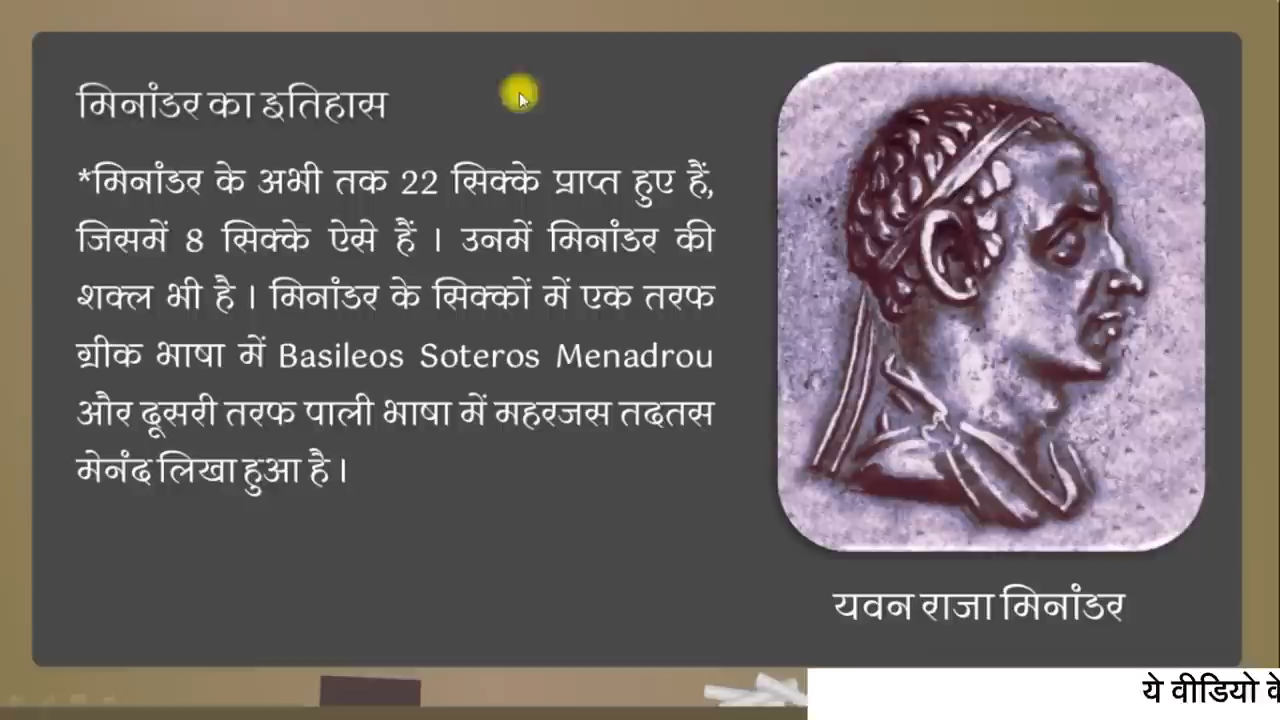 मिनांडर का इतिहास
*मिनांडर के अभी तक 22 सिक्के प्राप्त हुए हैं,
जिसमें 8 सिक्के ऐसे हैं । उनमें मिनांडर की
शक्ल भी है । मिनांडर के सिक्कों में एक तरफ
ग्रीक भाषा में Basileos Soteros Menadrou
और दूसरी तरफ पाली भाषा में महरजस तदतस
मेनंद लिखा हुआ है ।
यवन राजा मिनांडर
ये वीडियो के